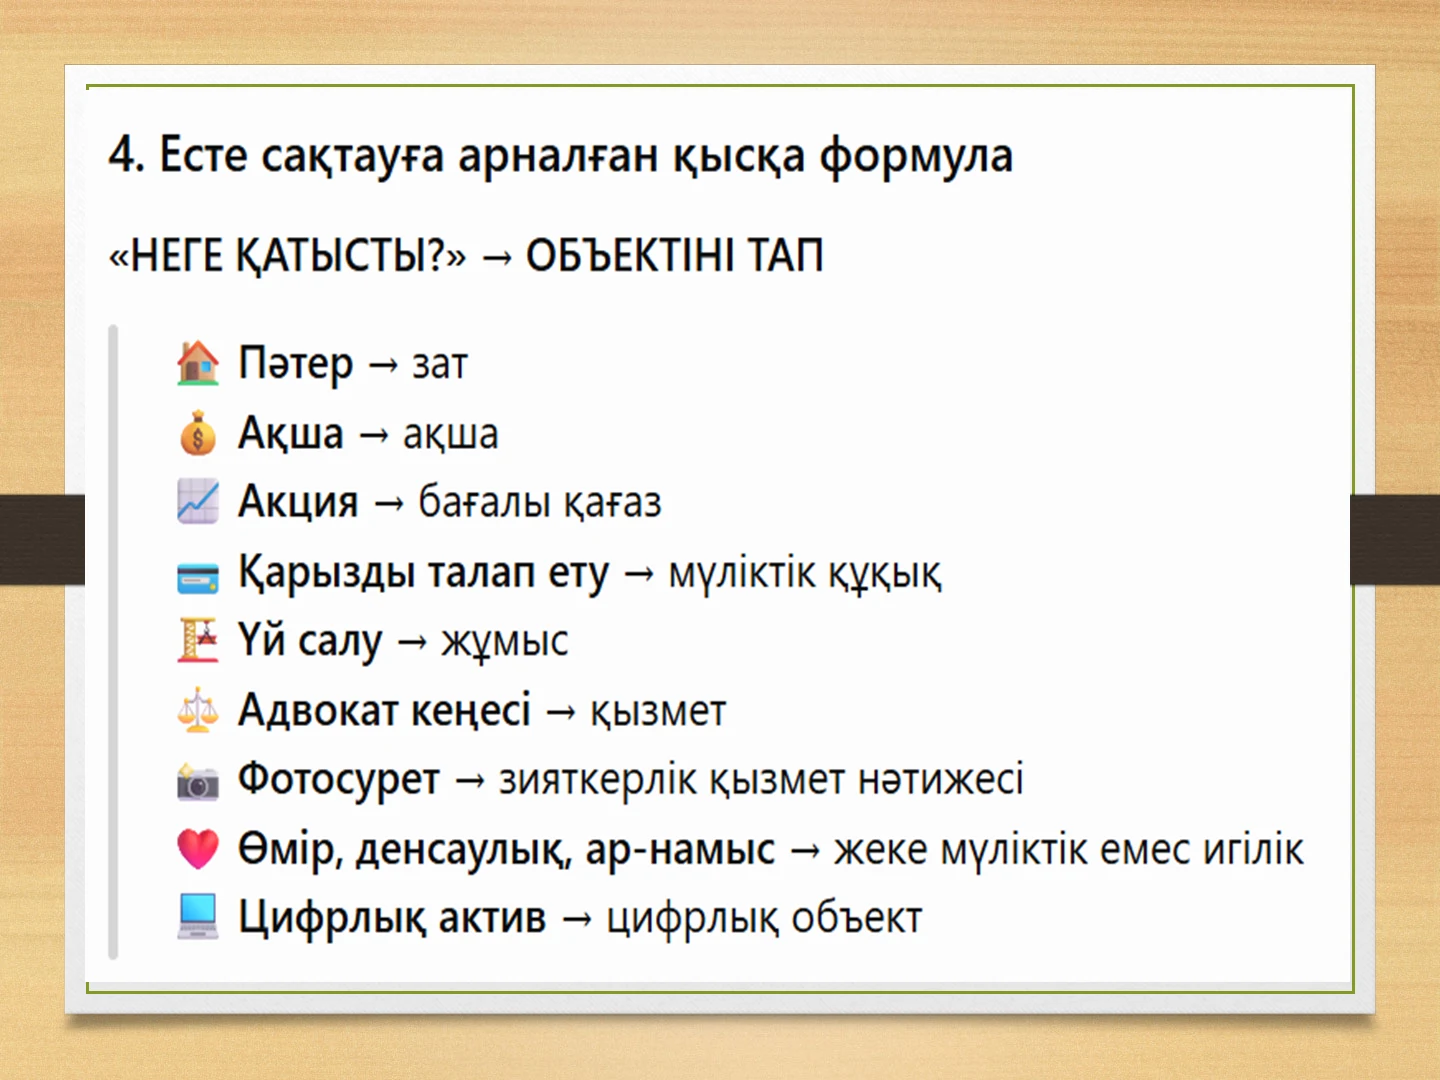 4. Есте сақтауға арналған қысқа формула
«НЕГЕ ҚАТЫСТЫ?» → ОБЪЕКТІНІ ТАП
Пәтер → зат
Ақша → ақша
Акция → бағалы қағаз
Қарызды талап ету → мүліктік құқық
Үй салу → жұмыс
Адвокат кеңесі → қызмет
Фотосурет → зияткерлік қызмет нәтижесі
Өмір, денсаулық, ар-намыс → жеке мүліктік емес игілік
Цифрлық актив → цифрлық объект